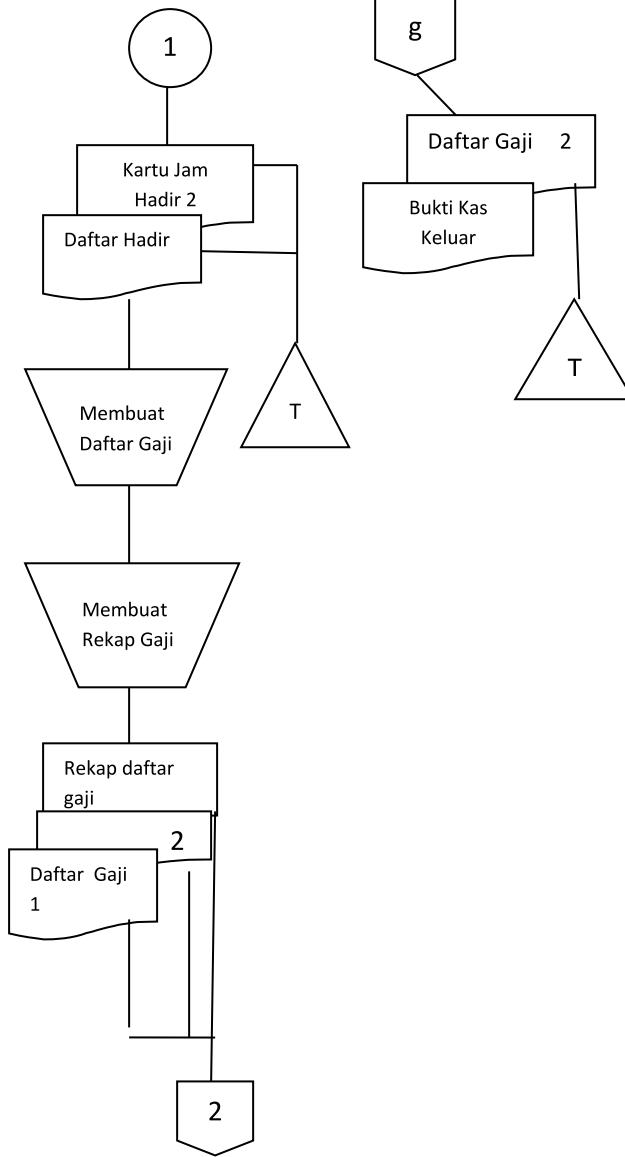 1
Kartu Jam
Hadir 2
Daftar Hadir
T
Membuat
Daftar Gaji
Membuat
Rekap Gaji
Rekap daftar
gaji
2
Daftar Gaji
1
2
g
Daftar Gaji 2
Bukti Kas
Keluar
T